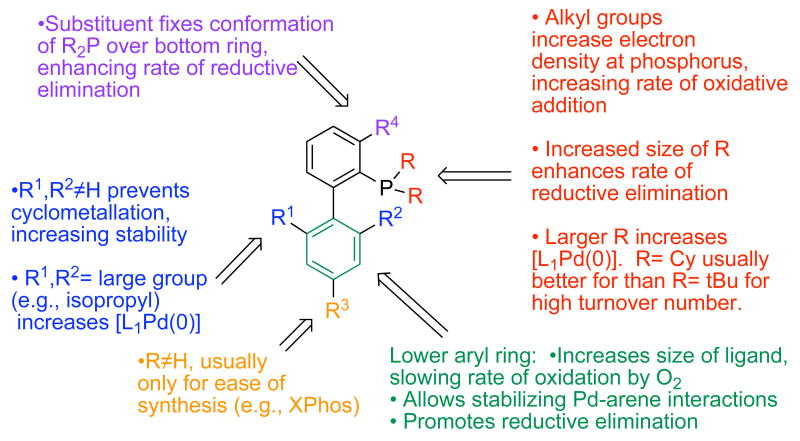 •Substituent fixes conformation
of R₂P over bottom ring,
enhancing rate of reductive
elimination
• Alkyl groups
increase electron
density at phosphorus,
increasing rate of oxidative
addition
• Increased size of R
enhances rate of
reductive elimination
• Larger R increases
[L₁Pd(0)]. R= Cy usually
better for than R= tBu for
high turnover number.
R⁴
R
P
R
R¹
R²
R³
•R¹,R²≠H prevents
cyclometallation,
increasing stability
• R¹,R²= large group
(e.g., isopropyl)
increases [L₁Pd(0)]
•R≠H, usually
only for ease of
synthesis (e.g., XPhos)
Lower aryl ring: •Increases size of ligand,
slowing rate of oxidation by O₂
• Allows stabilizing Pd-arene interactions
• Promotes reductive elimination